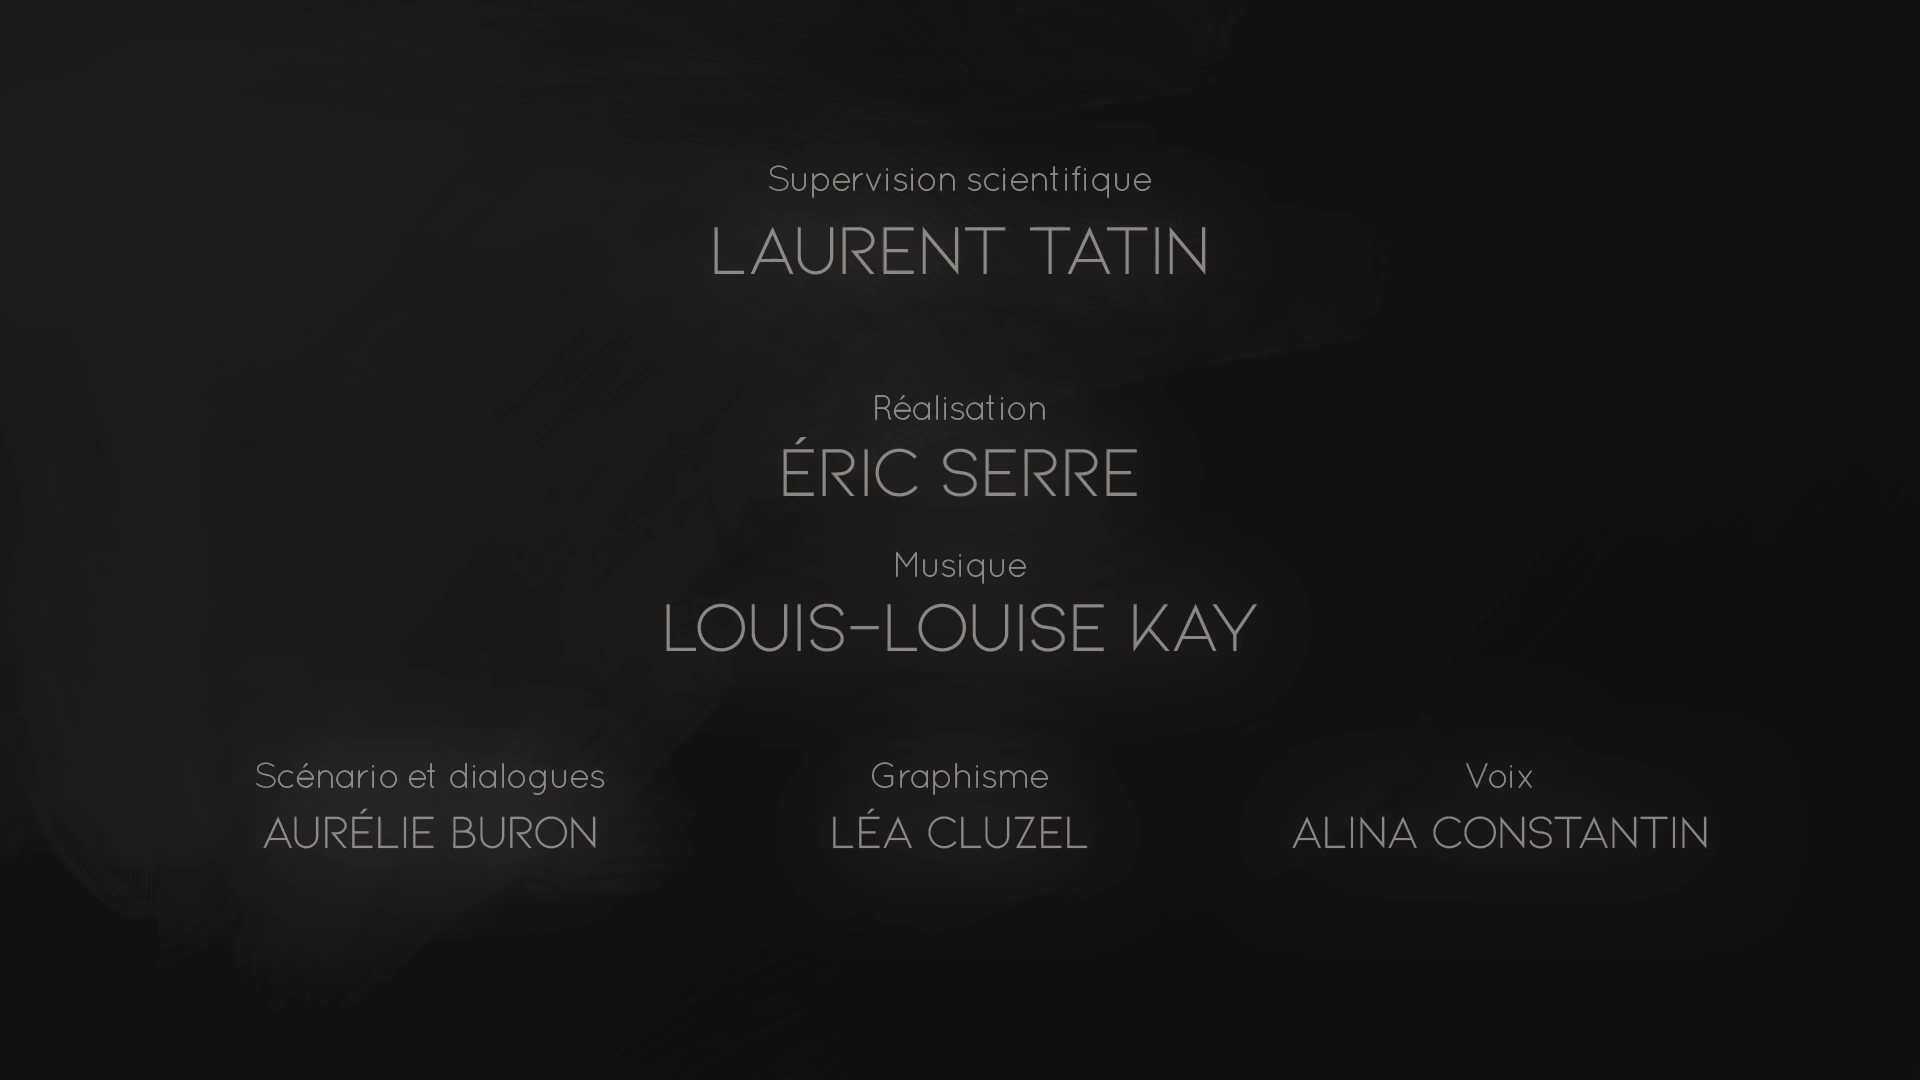 Supervision scientifique
LAURENT TATIN
Réalisation
ÉRIC SERRE
Musique
LOUIS-LOUISE KAY
Scénario et dialogues
AURÉLIE BURON
Graphisme
LÉA CLUZEL
Voix
ALINA CONSTANTIN